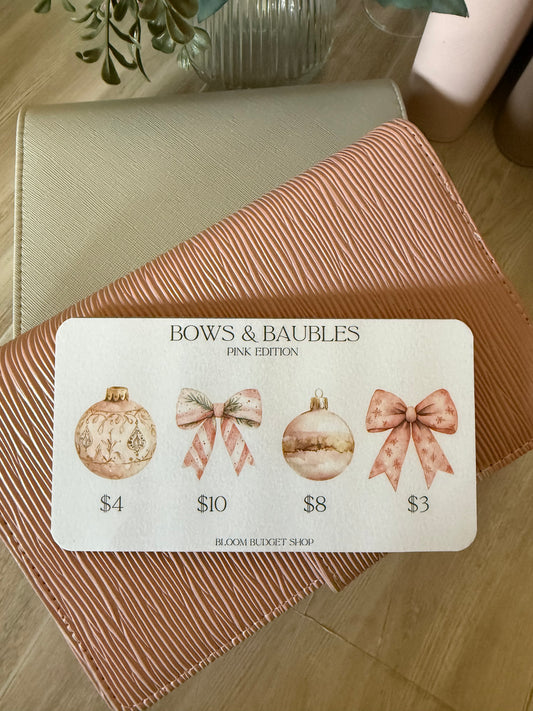 BOWS & BAUBLES
PINK EDITION
$4 $10 $8 $3
BLOOM BUDGET SHOP